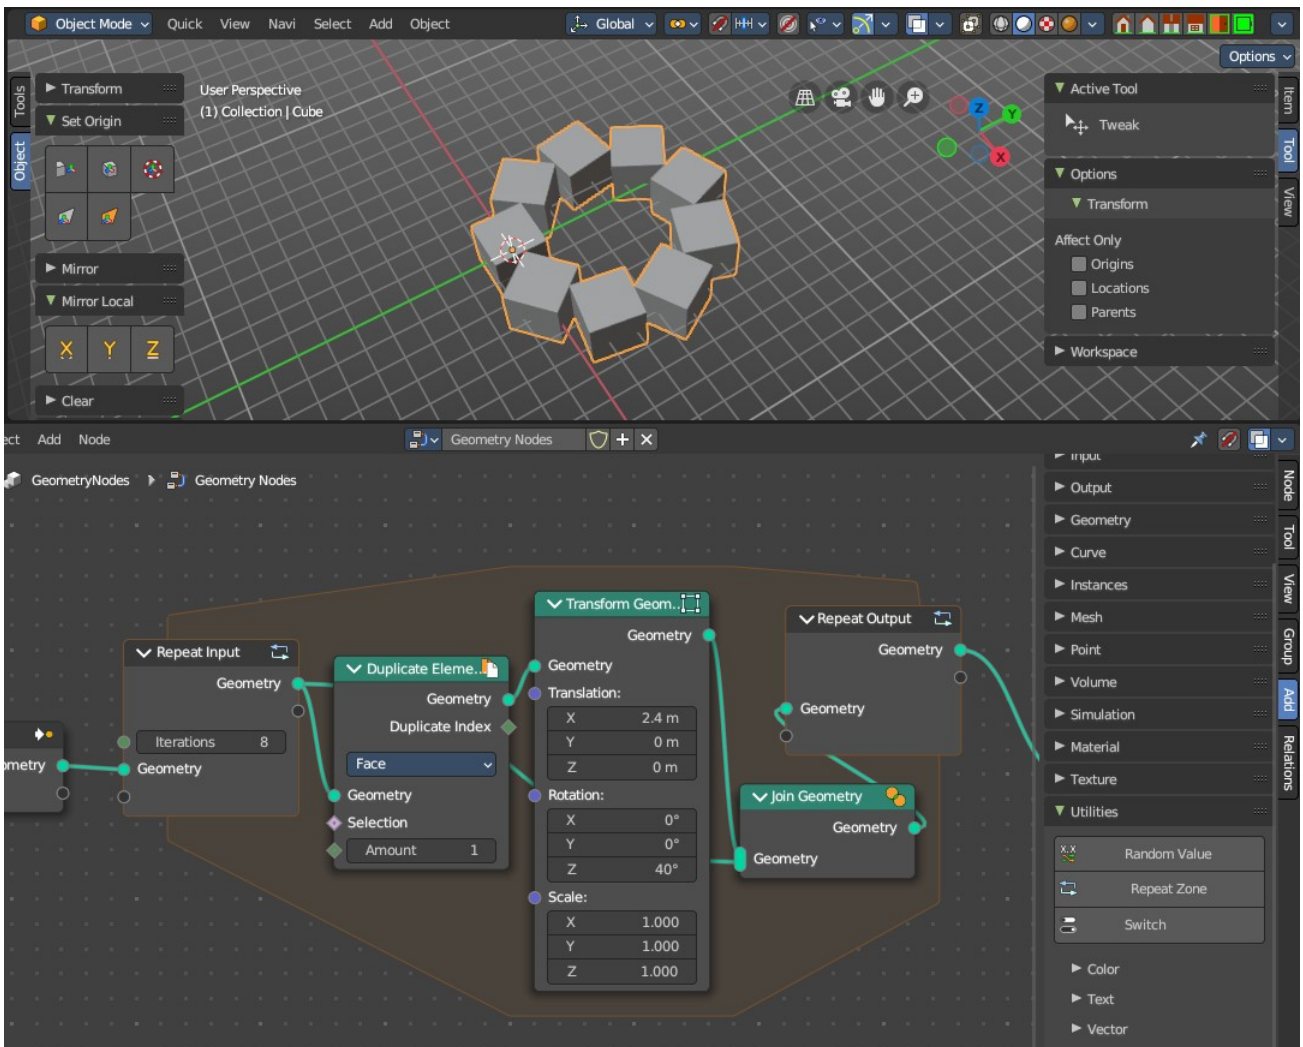 Object Mode Quick View Navi Select Add Object Global
Options
Tools
Object
Transform
Set Origin
Mirror
Mirror Local
X Y Z
Clear
User Perspective
(1) Collection | Cube
Z
Y
X
Active Tool
Tweak
Options
Transform
Affect Only
Origins
Locations
Parents
Workspace
Item
Tool
View
ect Add Node Geometry Nodes
GeometryNodes Geometry Nodes
ometry
Repeat Input
Geometry
Iterations 8
Geometry
Duplicate Eleme..
Geometry
Duplicate Index
Face
Geometry
Selection
Amount 1
Transform Geom..
Geometry
Geometry
Translation:
X 2.4 m
Y 0 m
Z 0 m
Rotation:
X 0°
Y 0°
Z 40°
Scale:
X 1.000
Y 1.000
Z 1.000
Repeat Output
Geometry
Geometry
Join Geometry
Geometry
Geometry
Input
Output
Geometry
Curve
Instances
Mesh
Point
Volume
Simulation
Material
Texture
Utilities
X.X Random Value
Repeat Zone
Switch
Color
Text
Vector
Node
Tool
View
Group
Add
Relations